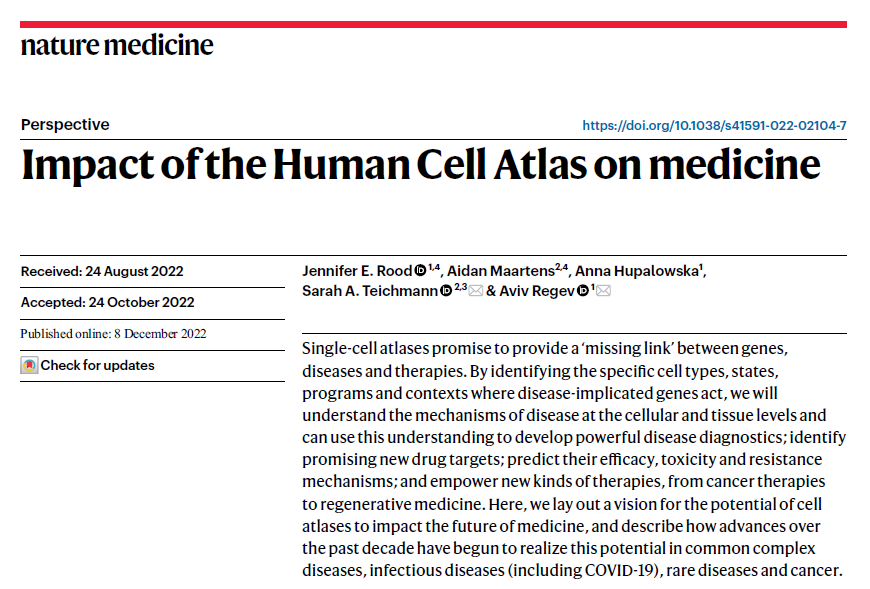 nature medicine
Perspective
https://doi.org/10.1038/s41591-022-02104-7
Impact of the Human Cell Atlas on medicine
Received: 24 August 2022
Accepted: 24 October 2022
Published online: 8 December 2022
Check for updates
Jennifer E. Rood 1,4, Aidan Maartens2,4, Anna Hupalowska1,
Sarah A. Teichmann 2,3 & Aviv Regev 1
Single-cell atlases promise to provide a ‘missing link’ between genes,
diseases and therapies. By identifying the specific cell types, states,
programs and contexts where disease-implicated genes act, we will
understand the mechanisms of disease at the cellular and tissue levels and
can use this understanding to develop powerful disease diagnostics; identify
promising new drug targets; predict their efficacy, toxicity and resistance
mechanisms; and empower new kinds of therapies, from cancer therapies
to regenerative medicine. Here, we lay out a vision for the potential of cell
atlases to impact the future of medicine, and describe how advances over
the past decade have begun to realize this potential in common complex
diseases, infectious diseases (including COVID-19), rare diseases and cancer.